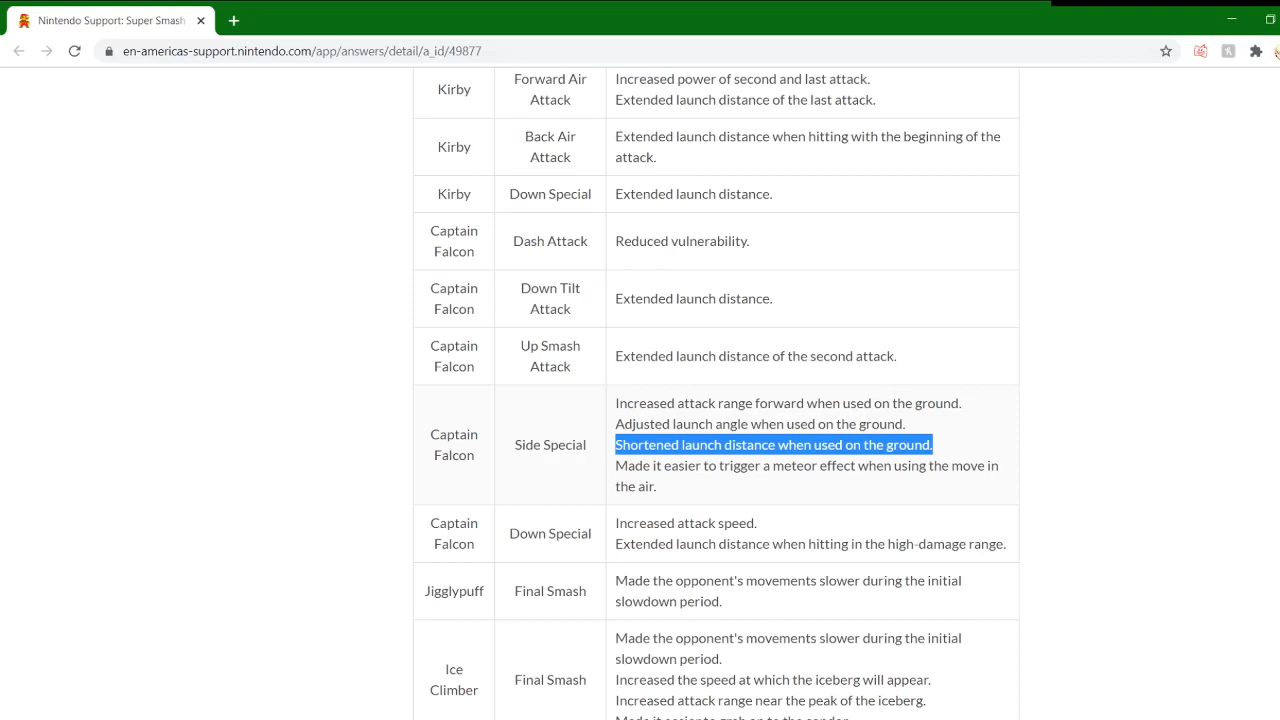 Nintendo Support: Super Smash
en-americas-support.nintendo.com/app/answers/detail/a_id/49877
Kirby
Forward Air
Attack
Increased power of second and last attack.
Extended launch distance of the last attack.
Kirby
Back Air
Attack
Extended launch distance when hitting with the beginning of the
attack.
Kirby
Down Special
Extended launch distance.
Captain
Falcon
Dash Attack
Reduced vulnerability.
Captain
Falcon
Down Tilt
Attack
Extended launch distance.
Captain
Falcon
Up Smash
Attack
Extended launch distance of the second attack.
Captain
Falcon
Side Special
Increased attack range forward when used on the ground.
Adjusted launch angle when used on the ground.
Shortened launch distance when used on the ground.
Made it easier to trigger a meteor effect when using the move in
the air.
Captain
Falcon
Down Special
Increased attack speed.
Extended launch distance when hitting in the high-damage range.
Jigglypuff
Final Smash
Made the opponent's movements slower during the initial
slowdown period.
Ice
Climber
Final Smash
Made the opponent's movements slower during the initial
slowdown period.
Increased the speed at which the iceberg will appear.
Increased attack range near the peak of the iceberg.